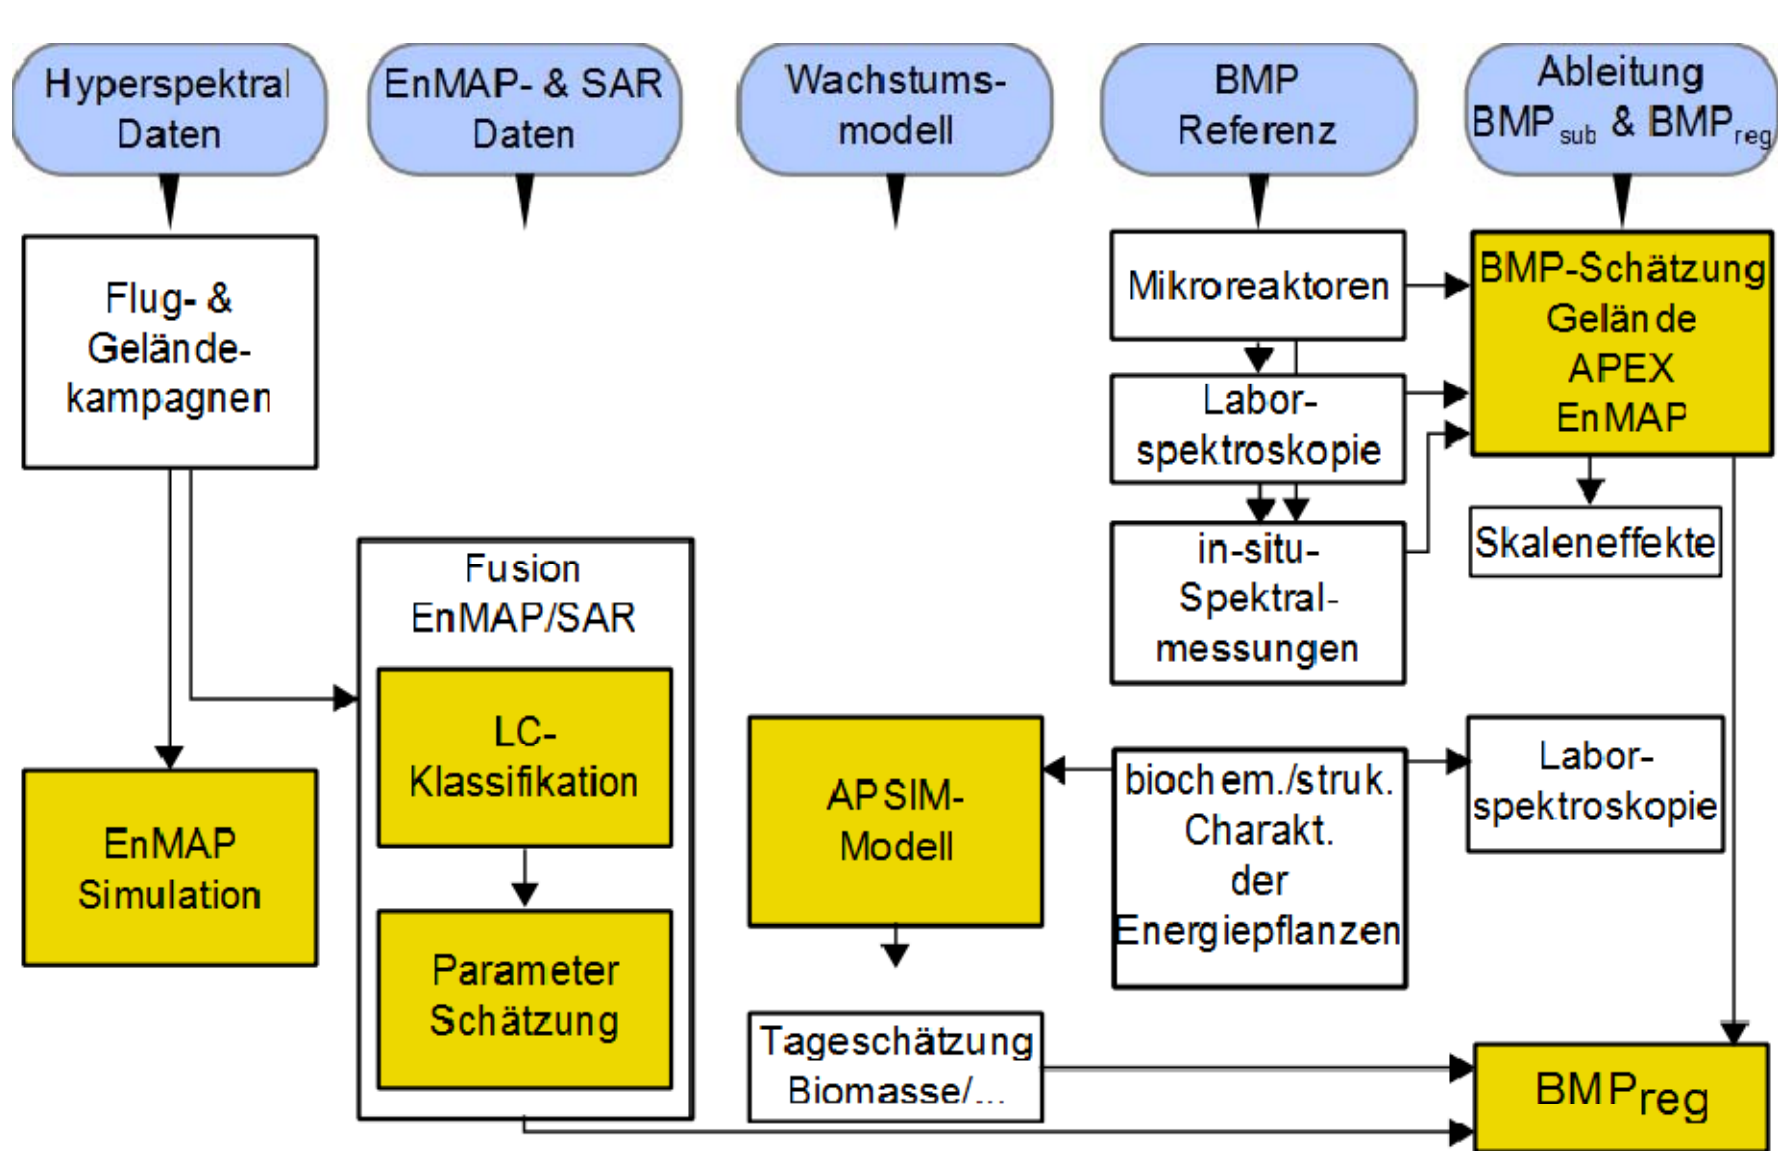 Hyperspektral
Daten
EnMAP- & SAR
Daten
Wachstums-
modell
BMP
Referenz
Ableitung
BMPsub & BMPreg
Flug- &
Gelände-
kampagnen
EnMAP
Simulation
Fusion
EnMAP/SAR
LC-
Klassifikation
Parameter
Schätzung
APSIM-
Modell
Tageschätzung
Biomasse/...
Mikroreaktoren
Labor-
spektroskopie
in-situ-
Spektral-
messungen
biochem./struk.
Charakt.
der
Energiepflanzen
BMP-Schätzung
Gelände
APEX
EnMAP
Skaleneffekte
Labor-
spektroskopie
BMPreg